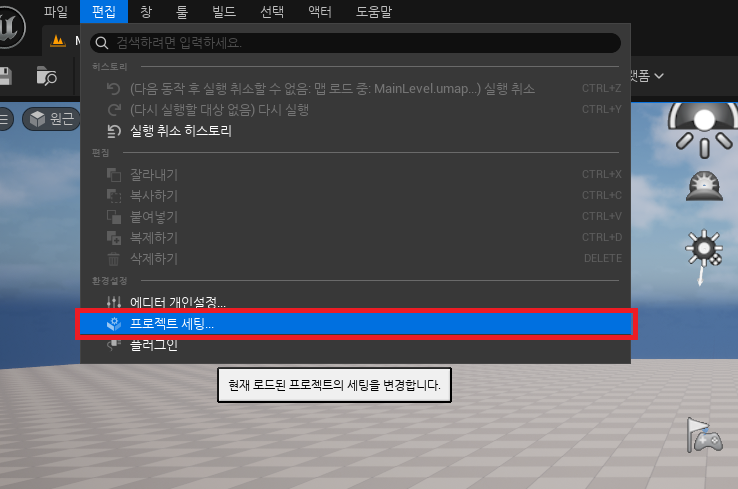 파일 편집 창 툴 빌드 선택 액터 도움말
검색하려면 입력하세요.
히스토리
(다음 동작 후 실행 취소할 수 없음: 맵 로드 중: MainLevel.umap...) 실행 취소 CTRL+Z
(다시 실행할 대상 없음) 다시 실행 CTRL+Y
실행 취소 히스토리
원근
편집
잘라내기 CTRL+X
복사하기 CTRL+C
붙여넣기 CTRL+V
복제하기 CTRL+D
삭제하기 DELETE
환경설정
에디터 개인설정...
프로젝트 세팅...
플러그인
현재 로드된 프로젝트의 세팅을 변경합니다.